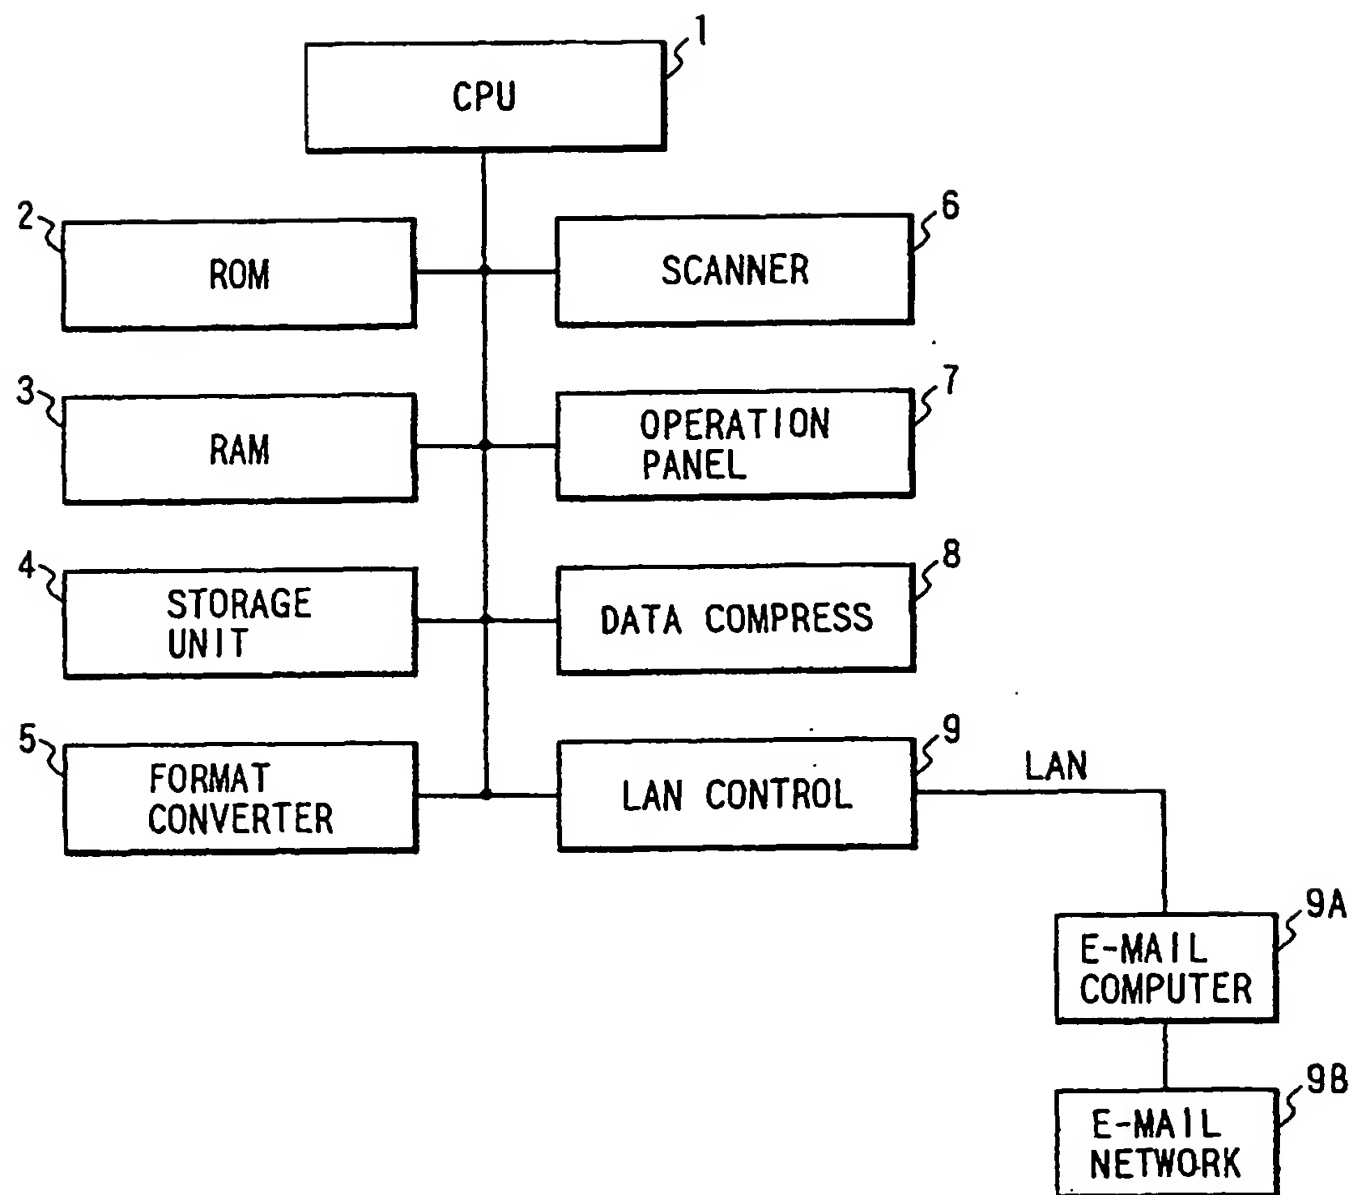 1
CPU
2
ROM
6
SCANNER
3
RAM
7
OPERATION
PANEL
4
STORAGE
UNIT
8
DATA COMPRESS
5
FORMAT
CONVERTER
9
LAN CONTROL
LAN
9A
E-MAIL
COMPUTER
9B
E-MAIL
NETWORK